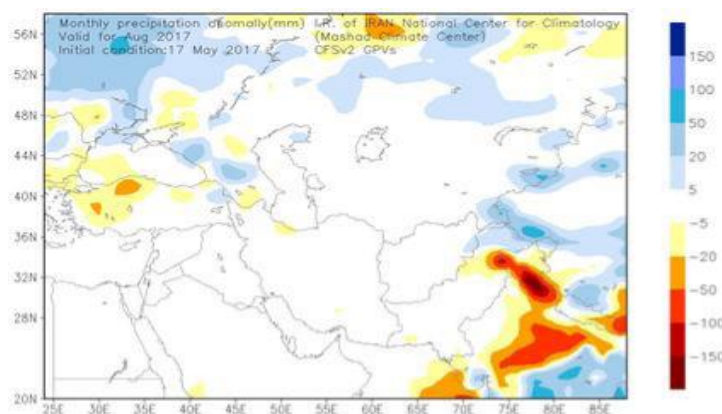 Monthly precipitation anomaly(mm) I.R. of IRAN National Center for Climatology
Valid for Aug 2017 (Mashad Climate Center)
Initial condition:17 May 2017 CFSv2 GPVs
56N
52N
48N
44N
40N
36N
32N
28N
20N
25E 30E 35E 40E 45E 50E 55E 60E 65E 70E 75E 80E 85E
150
100
50
20
5
-5
-20
-50
-100
-150